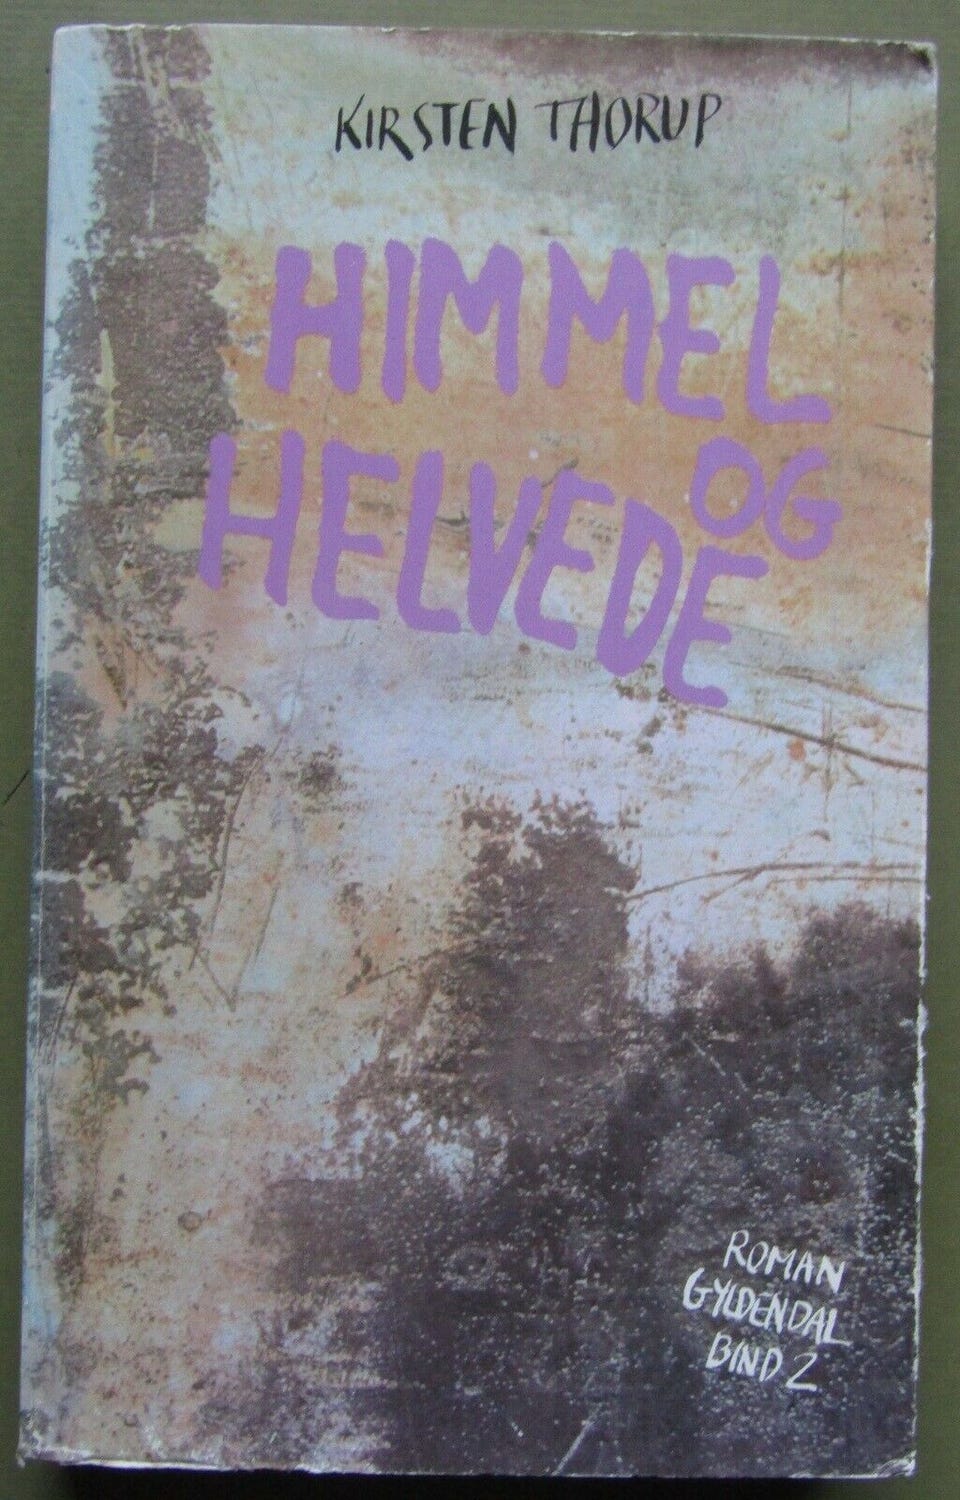 KIRSTEN THORUP
HIMMEL
OG
HELVEDE
ROMAN
GYLDENDAL
BIND 2